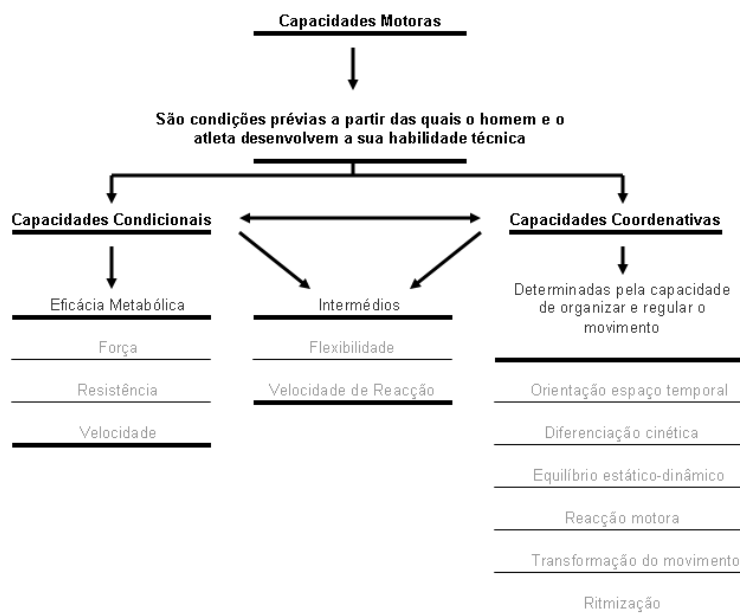 Capacidades Motoras
São condições prévias a partir das quais o homem e o
atleta desenvolvem a sua habilidade técnica
Capacidades Condicionais
Capacidades Coordenativas
Eficácia Metabólica
Força
Resistência
Velocidade
Intermédios
Flexibilidade
Velocidade de Reacção
Determinadas pela capacidade
de organizar e regular o
movimento
Orientação espaço temporal
Diferenciação cinética
Equilíbrio estático-dinâmico
Reacção motora
Transformação do movimento
Ritmização